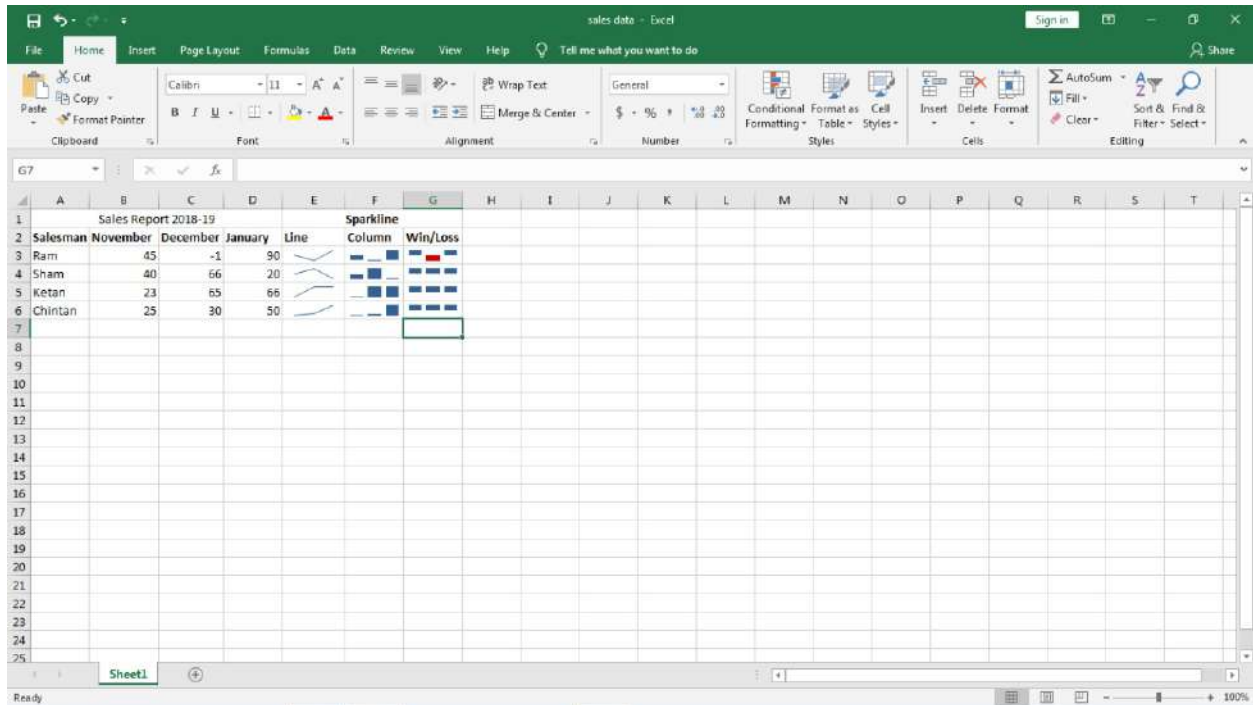 sales data - Excel
Sign in
File Home Insert Page Layout Formulas Data Review View Help Tell me what you want to do Share
Paste
Cut
Copy
Format Painter
Calibri 11
B I U
Wrap Text
Merge & Center
General
$ % ,
Conditional Formatting
Format as Table
Cell Styles
Insert Delete Format
AutoSum
Fill
Clear
Sort & Filter
Find & Select
Clipboard Font Alignment Number Styles Cells Editing
G7 fx
A B C D E F G H I J K L M N O P Q R S T
1 Sales Report 2018-19 Sparkline
2 Salesman November December January Line Column Win/Loss
3 Ram 45 -1 90
4 Sham 40 66 20
5 Ketan 23 65 66
6 Chintan 25 30 50
7
8
9
10
11
12
13
14
15
16
17
18
19
20
21
22
23
24
25
Sheet1
Ready 100%